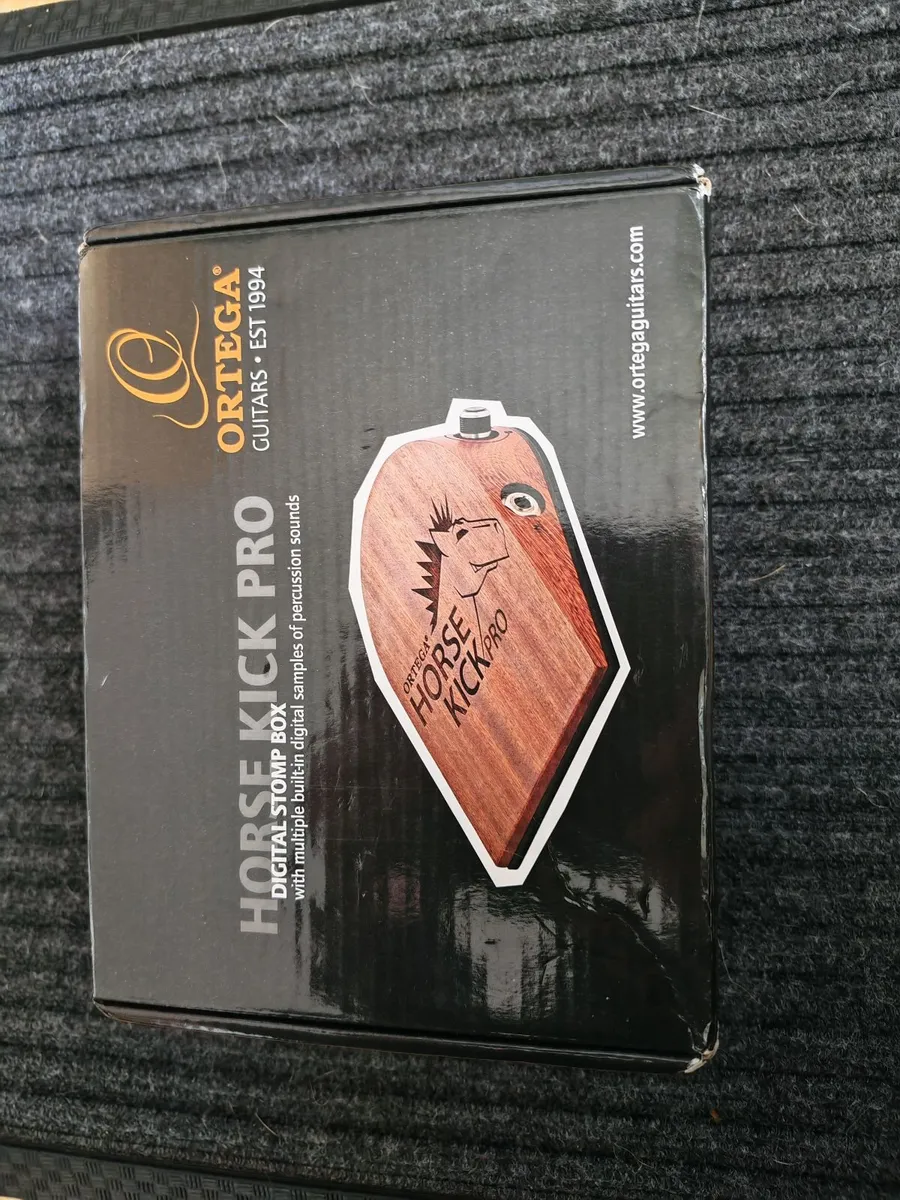 ORTEGA®
GUITARS • EST 1994
HORSE KICK PRO
DIGITAL STOMP BOX
with multiple built-in digital samples of percussion sounds
ORTEGA®
HORSE
KICK PRO
www.ortegaguitars.com